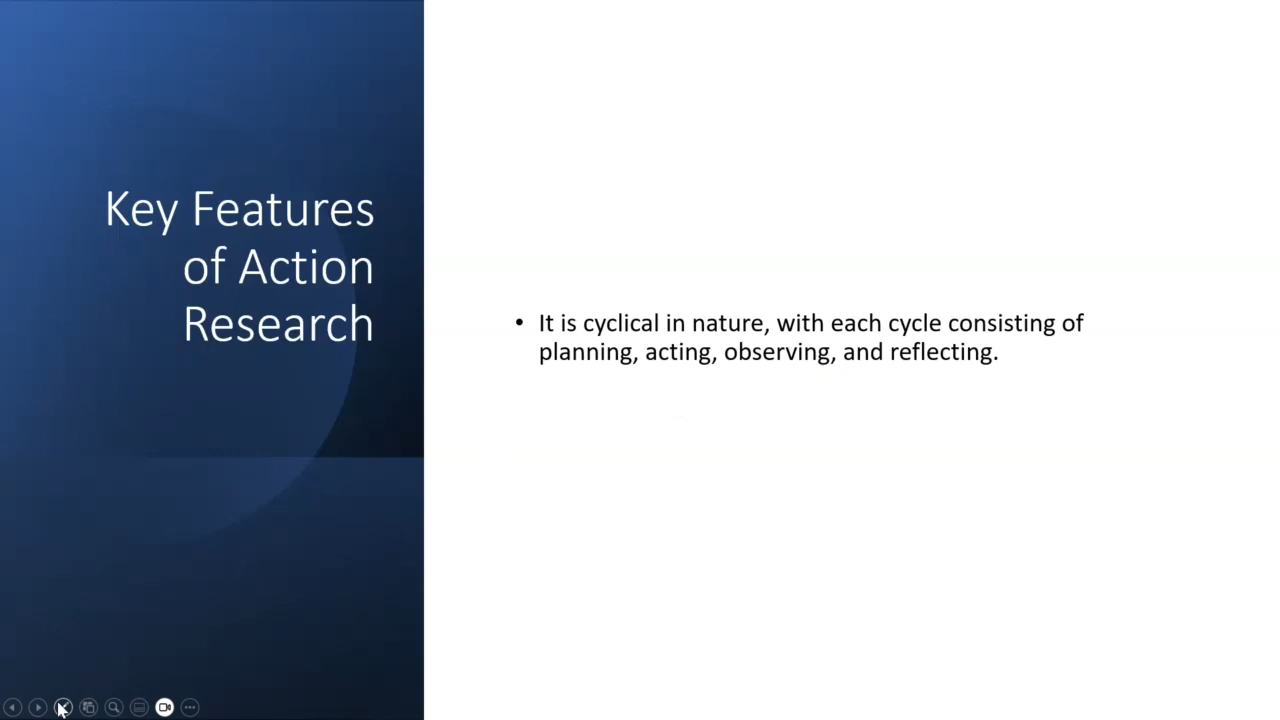 Key Features
of Action
Research
• It is cyclical in nature, with each cycle consisting of
planning, acting, observing, and reflecting.